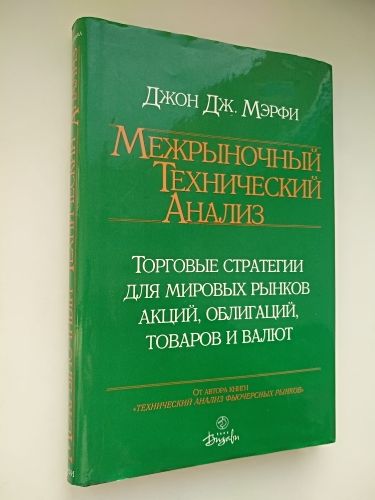 Джон Дж. Мэрфи
Межрыночный
Технический
Анализ
Торговые стратегии
для мировых рынков
акций, облигаций,
товаров и валют
От автора книги
«Технический анализ фьючерсных рынков»
Визави